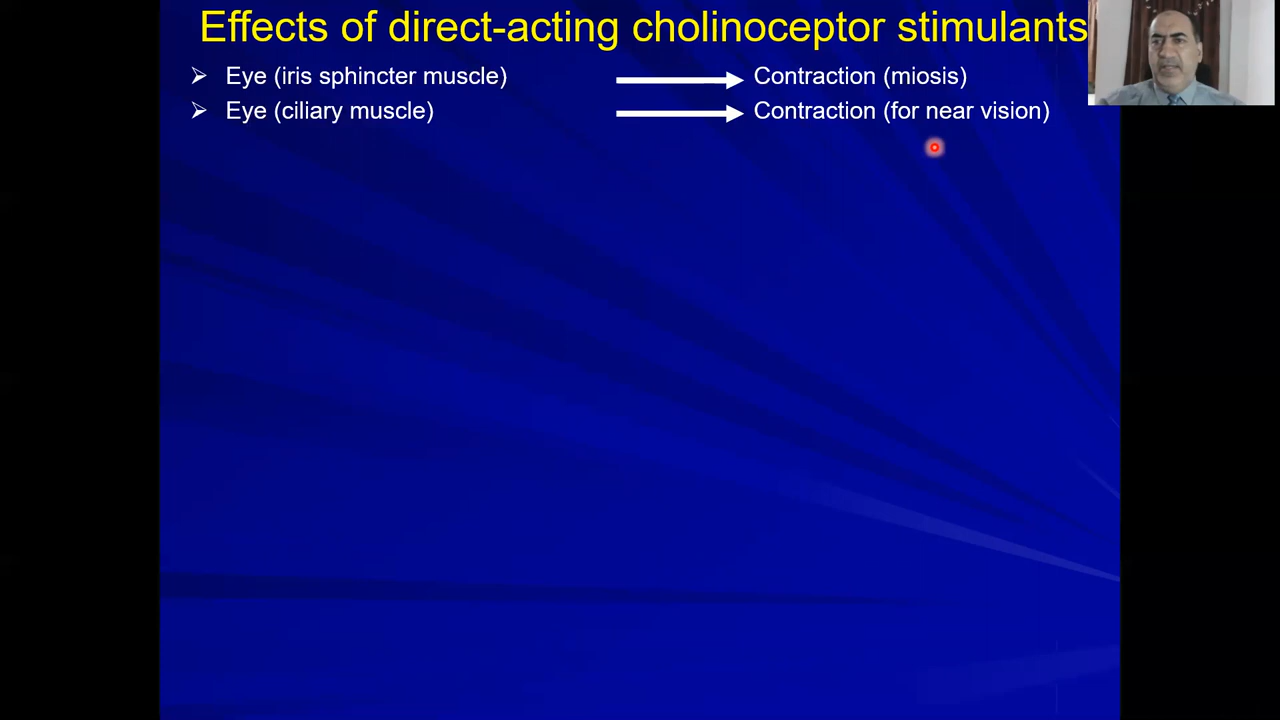 Effects of direct-acting cholinoceptor stimulants
Eye (iris sphincter muscle) Contraction (miosis)
Eye (ciliary muscle) Contraction (for near vision)